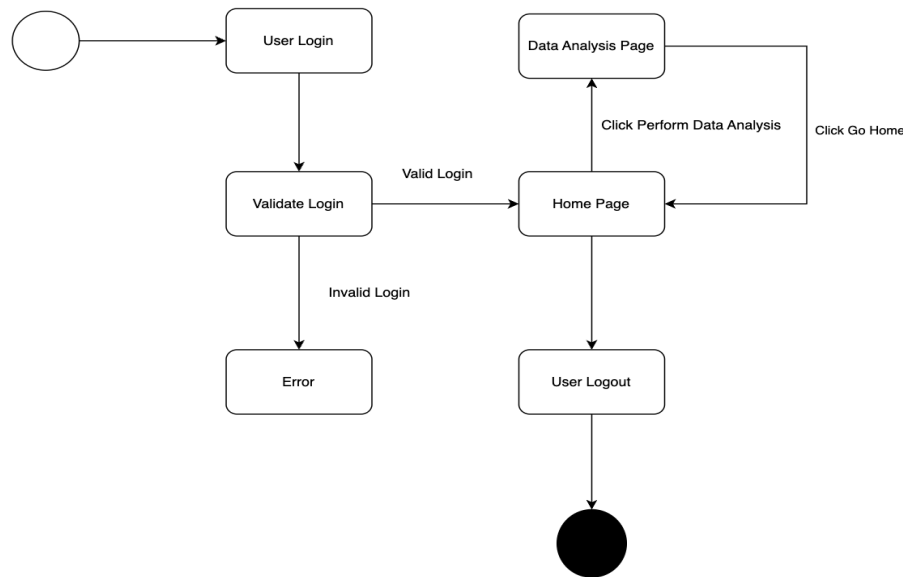 User Login
Data Analysis Page
Click Perform Data Analysis
Click Go Home
Valid Login
Validate Login
Home Page
Invalid Login
Error
User Logout